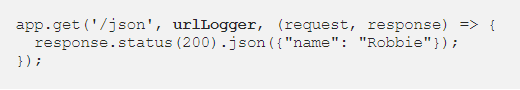 app.get('/json', urlLogger, (request, response) => {
  response.status(200).json({"name": "Robbie"});
});